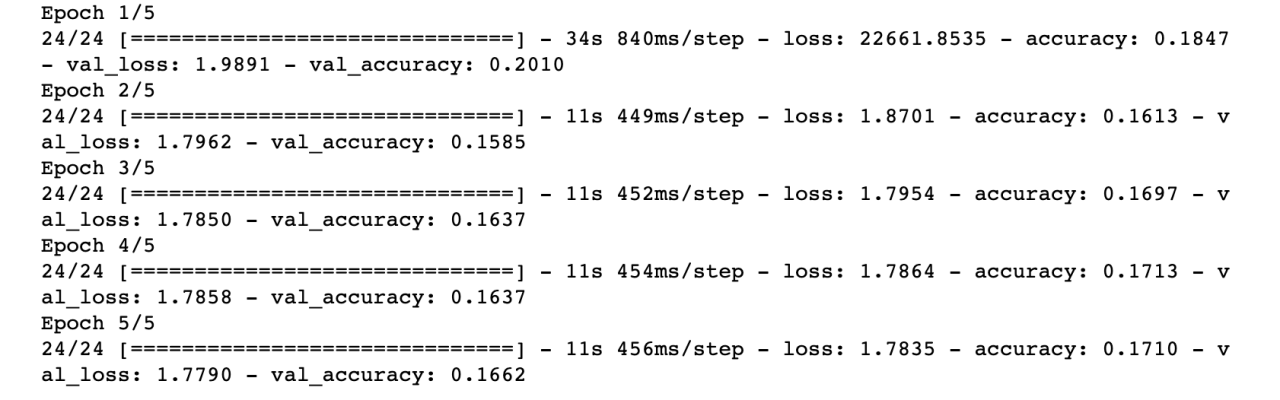 Epoch 1/5
24/24 [==============================] - 34s 840ms/step - loss: 22661.8535 - accuracy: 0.1847
- val_loss: 1.9891 - val_accuracy: 0.2010
Epoch 2/5
24/24 [==============================] - 11s 449ms/step - loss: 1.8701 - accuracy: 0.1613 - v
al_loss: 1.7962 - val_accuracy: 0.1585
Epoch 3/5
24/24 [==============================] - 11s 452ms/step - loss: 1.7954 - accuracy: 0.1697 - v
al_loss: 1.7850 - val_accuracy: 0.1637
Epoch 4/5
24/24 [==============================] - 11s 454ms/step - loss: 1.7864 - accuracy: 0.1713 - v
al_loss: 1.7858 - val_accuracy: 0.1637
Epoch 5/5
24/24 [==============================] - 11s 456ms/step - loss: 1.7835 - accuracy: 0.1710 - v
al_loss: 1.7790 - val_accuracy: 0.1662